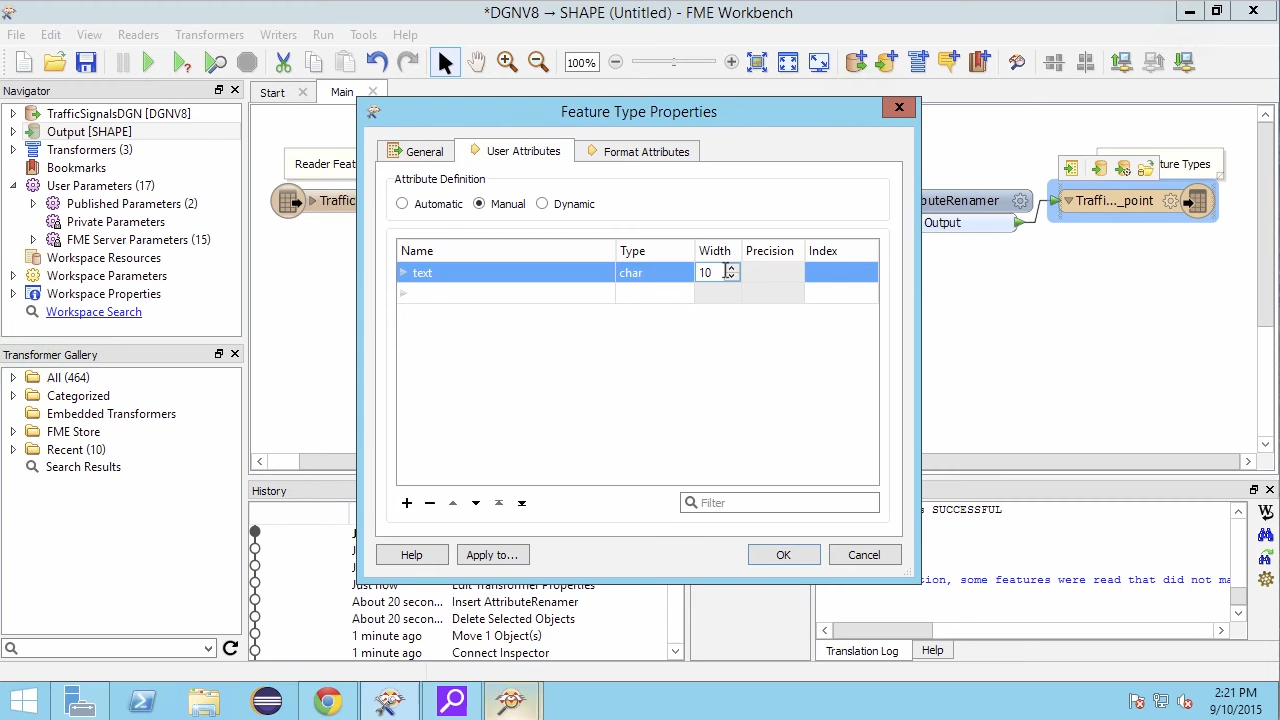 *DGNV8 → SHAPE (Untitled) - FME Workbench
File Edit View Readers Transformers Writers Run Tools Help
100%
Navigator
TrafficSignalsDGN [DGNV8]
Output [SHAPE]
Transformers (3)
Bookmarks
User Parameters (17)
Published Parameters (2)
Private Parameters
FME Server Parameters (15)
Workspace Resources
Workspace Parameters
Workspace Properties
Workspace Search
Transformer Gallery
All (464)
Categorized
Embedded Transformers
FME Store
Recent (10)
Search Results
Start
Main
Reader Feat
Traffic
Feature Type Properties
General
User Attributes
Format Attributes
Attribute Definition
Automatic Manual Dynamic
Name Type Width Precision Index
text char 10
Filter
Help Apply to... OK Cancel
ture Types
buteRenamer
Output
Traffi..._point
History
Just now Edit Transformer Properties
About 20 secon... Insert AttributeRenamer
About 20 secon... Delete Selected Objects
1 minute ago Move 1 Object(s)
1 minute ago Connect Inspector
s SUCCESSFUL
ion, some features were read that did not ma
Translation Log Help
2:21 PM
9/10/2015